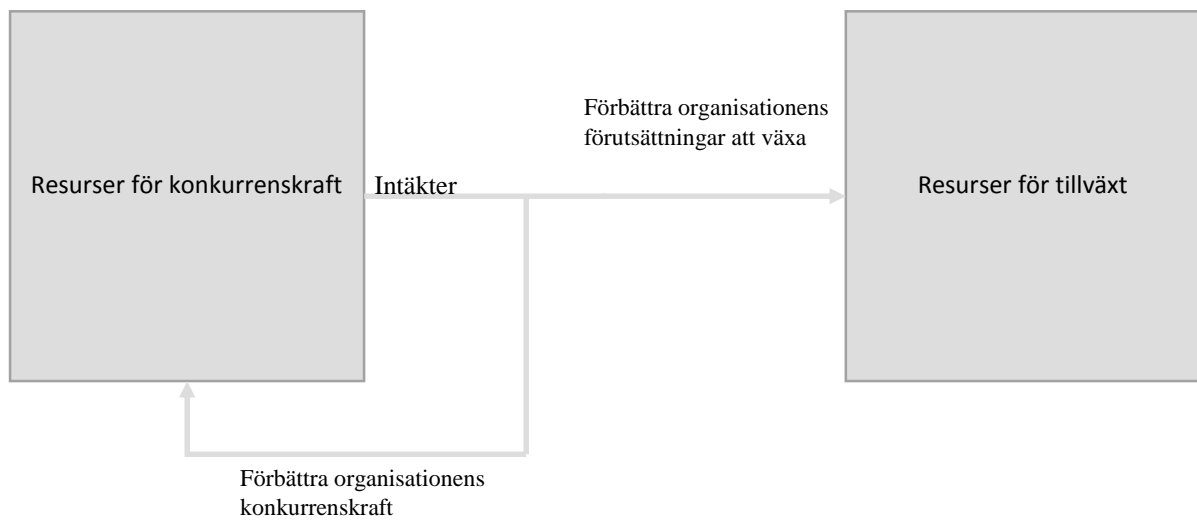 Förbättra organisationens
förutsättningar att växa
Resurser för konkurrenskraft
Intäkter
Resurser för tillväxt
Förbättra organisationens
konkurrenskraft